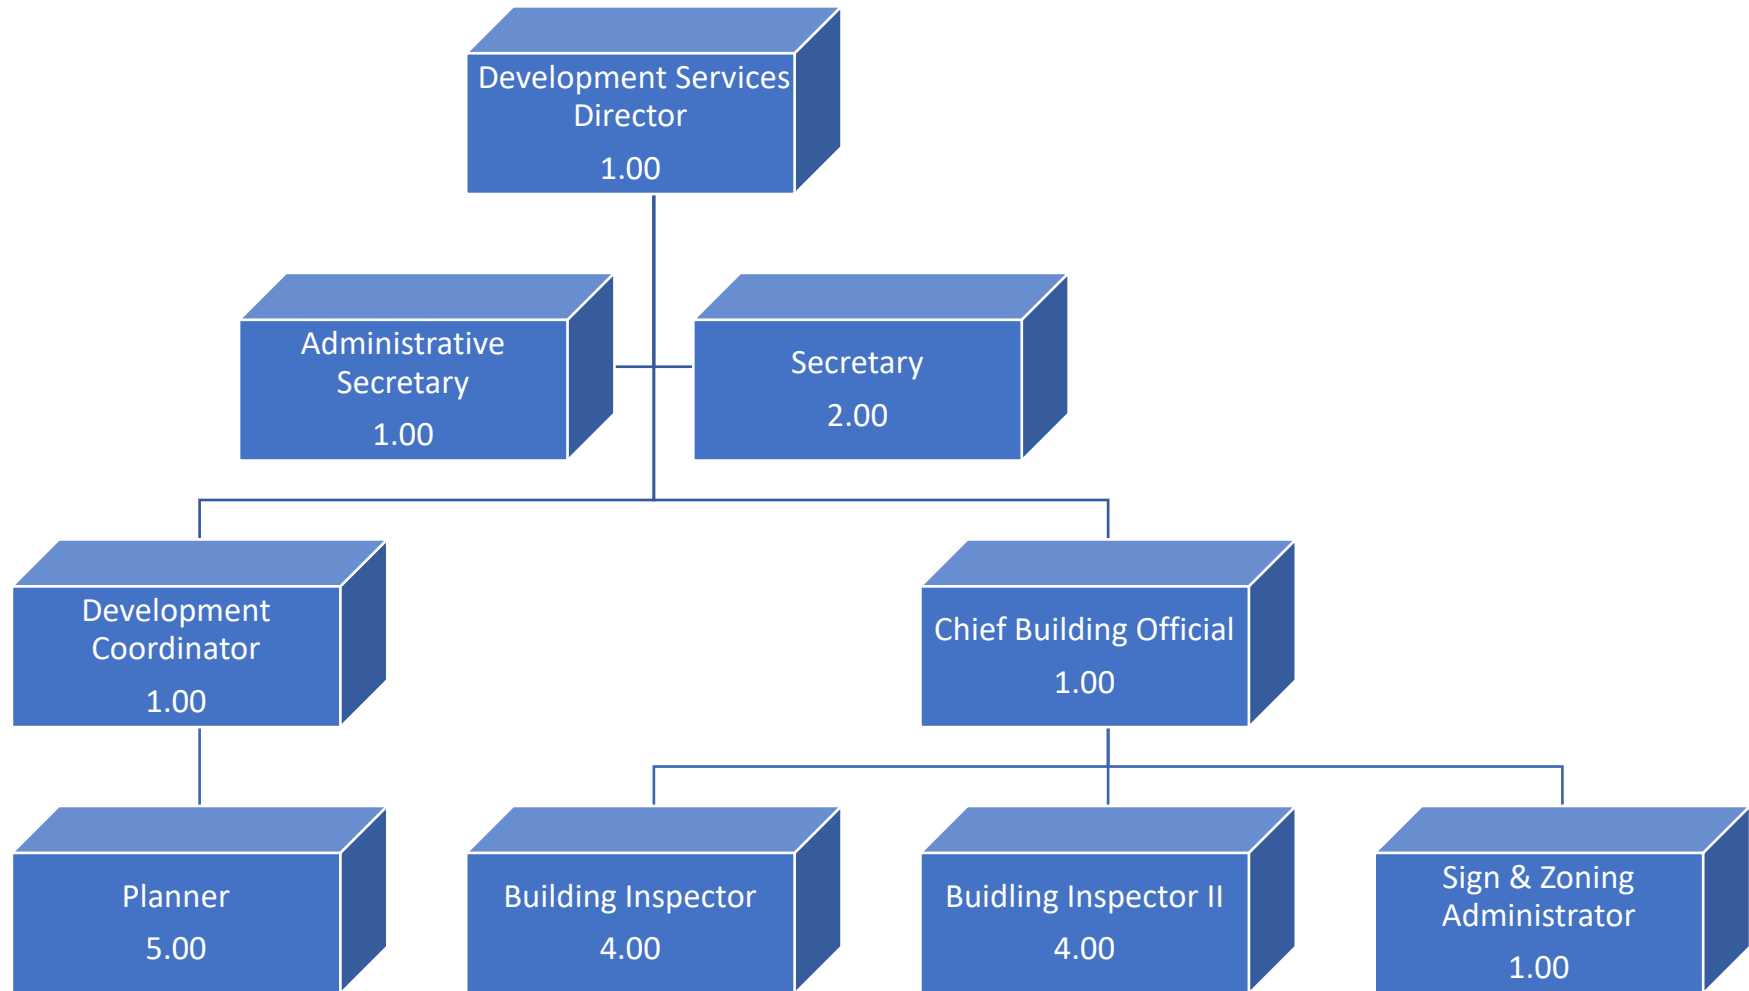 Development Services
Director
1.00
Administrative
Secretary
1.00
Secretary
2.00
Development
Coordinator
1.00
Chief Building Official
1.00
Planner
5.00
Building Inspector
4.00
Buidling Inspector II
4.00
Sign & Zoning
Administrator
1.00